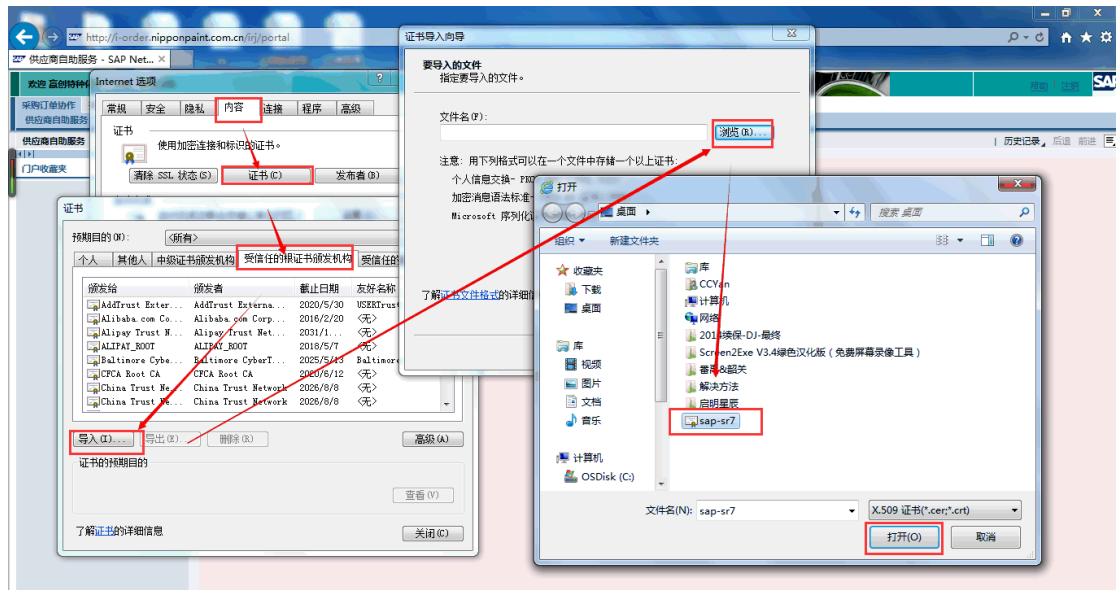 http://i-order.nipponpaint.com.cn/irj/portal
供应商自助服务 - SAP Net...
欢迎
帮助 | 注销
SAP
采购订单协作
供应商自助服务
供应商自助服务
历史记录 后退 前进
门户收藏夹
Internet 选项
常规 安全 隐私 内容 连接 程序 高级
证书
使用加密连接和标识的证书。
清除 SSL 状态(S) 证书(C) 发布者(B)
证书
预期目的(N): <所有>
个人 其他人 中级证书颁发机构 受信任的根证书颁发机构 受信任的
颁发给 颁发者 截止日期 友好名称
AddTrust Exter... AddTrust Externa... 2020/5/30 USERTrust
Alibaba.com Co... Alibaba.com Corp... 2016/2/20 <无>
Alipay Trust N... Alipay Trust Net... 2031/1... <无>
ALIPAY_ROOT ALIPAY_ROOT 2018/5/7 <无>
Baltimore Cybe... Baltimore CyberT... 2025/5/13 Baltimore
CFCA Root CA CFCA Root CA 2020/6/12 <无>
China Trust Ne... China Trust Network 2026/8/8 <无>
China Trust Ne... China Trust Network 2026/8/8 <无>
导入(I)... 导出(E)... 删除(R) 高级(A)
证书的预期目的
查看(V)
了解证书的详细信息
关闭(C)
证书导入向导
要导入的文件
指定要导入的文件。
文件名(F):
浏览(R)...
注意: 用下列格式可以在一个文件中存储一个以上证书:
个人信息交换- PK
加密消息语法标准-
Microsoft 序列化证
了解证书文件格式的详细信
打开
桌面
搜索 桌面
组织 新建文件夹
收藏夹
下载
桌面
库
视频
图片
文档
音乐
计算机
OSDisk (C:)
库
CCYan
计算机
网络
2014续保-DJ-最终
Screen2Exe V3.4绿色汉化版（免费屏幕录像工具）
番禺&韶关
解决方法
启明星辰
sap-sr7
文件名(N): sap-sr7
X.509 证书(*.cer;*.crt)
打开(O) 取消